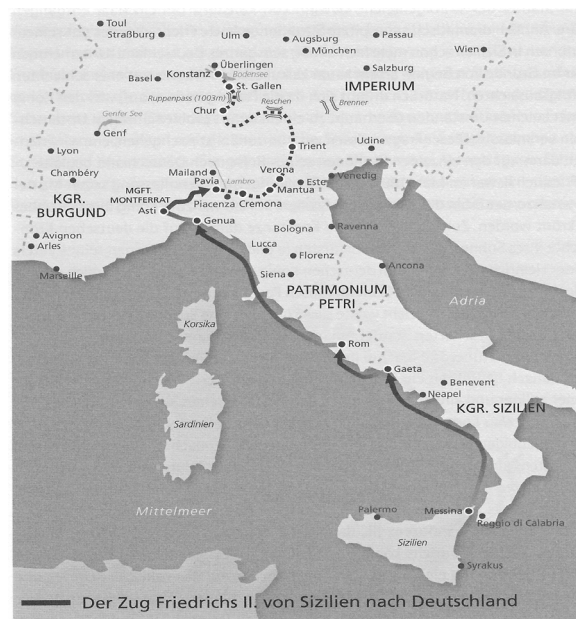 Toul
Straßburg
Ulm
Augsburg
Passau
München
Wien
Überlingen
Konstanz
Bodensee
Salzburg
Basel
St. Gallen
IMPERIUM
Ruppenpass (1003m)
Reschen
Brenner
Chur
Genfer See
Genf
Trient
Udine
Lyon
Chambéry
Mailand
Lambro
Verona
Este
Venedig
MGFT.
MONTFERRAT
Pavia
Mantua
KGR.
BURGUND
Piacenza
Cremona
Asti
Genua
Bologna
Ravenna
Avignon
Arles
Lucca
Florenz
Marseille
Siena
Ancona
PATRIMONIUM
PETRI
Adria
Korsika
Rom
Gaeta
Benevent
Neapel
KGR. SIZILIEN
Sardinien
Mittelmeer
Palermo
Messina
Reggio di Calabria
Sizilien
Syrakus
Der Zug Friedrichs II. von Sizilien nach Deutschland